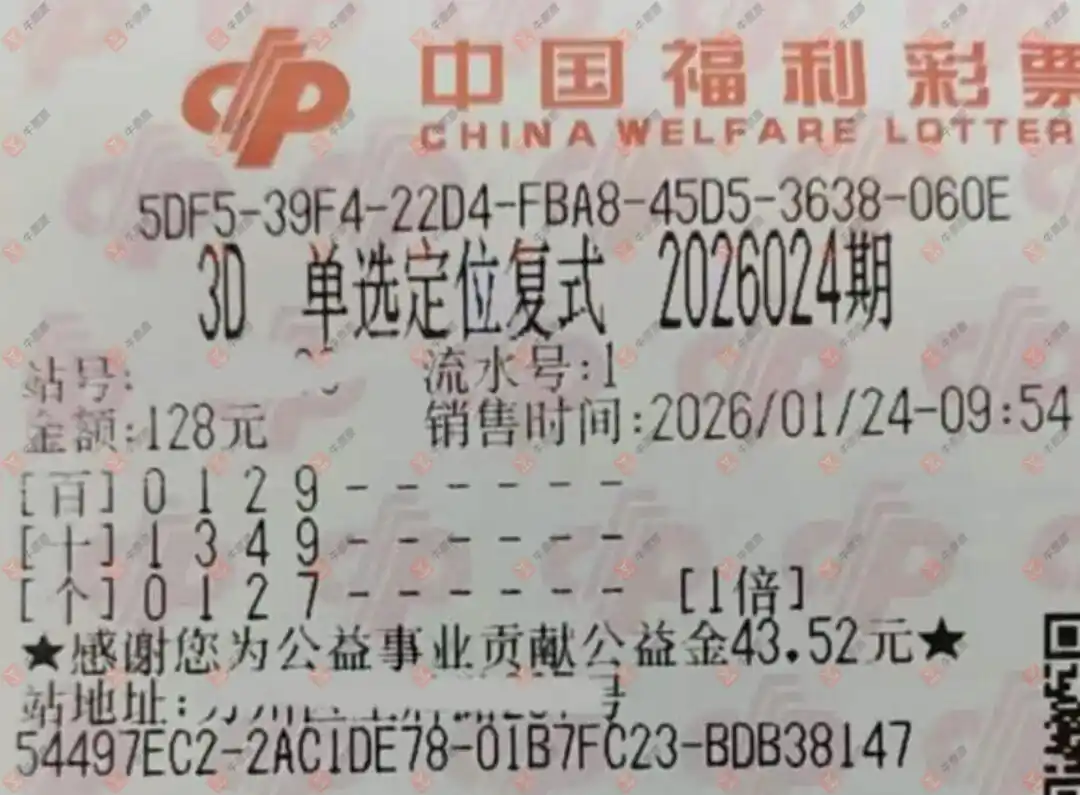 中国福利彩票
CHINA WELFARE LOTTER
5DF5-39F4-22D4-FBA8-45D5-3638-060E
3D 单选定位复式 2026024期
站号: 流水号:1
金额:128元 销售时间:2026/01/24-09:54
[百] 0 1 2 9 - - - - - -
[十] 1 3 4 9 - - - - - -
[个] 0 1 2 7 - - - - - - [1倍]
★感谢您为公益事业贡献公益金43.52元★
站地址: 号
54497EC2-2AC1DE78-01B7FC23-BDB38147